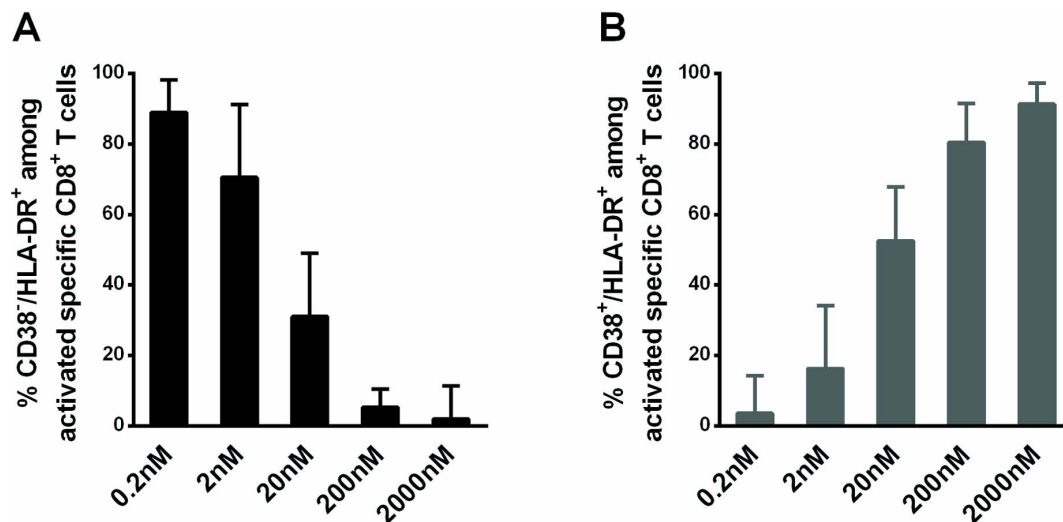 A
% CD38⁻/HLA-DR⁺ among
activated specific CD8⁺ T cells
100
80
60
40
20
0
0.2nM
2nM
20nM
200nM
2000nM
B
% CD38⁺/HLA-DR⁺ among
activated specific CD8⁺ T cells
100
80
60
40
20
0
0.2nM
2nM
20nM
200nM
2000nM